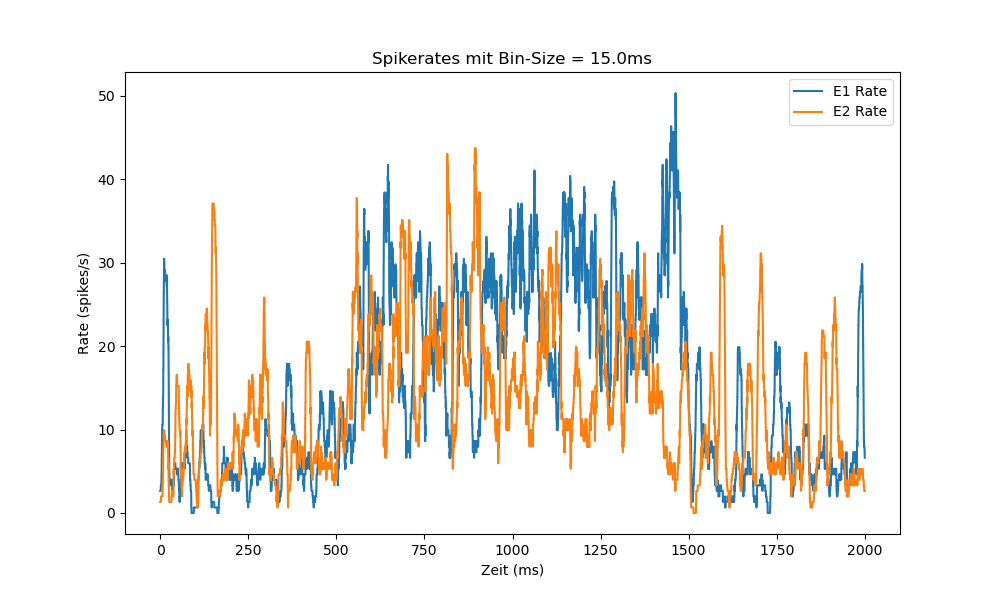 Spikerates mit Bin-Size = 15.0ms
E1 Rate
E2 Rate
Rate (spikes/s)
50
40
30
20
10
0
0 250 500 750 1000 1250 1500 1750 2000
Zeit (ms)